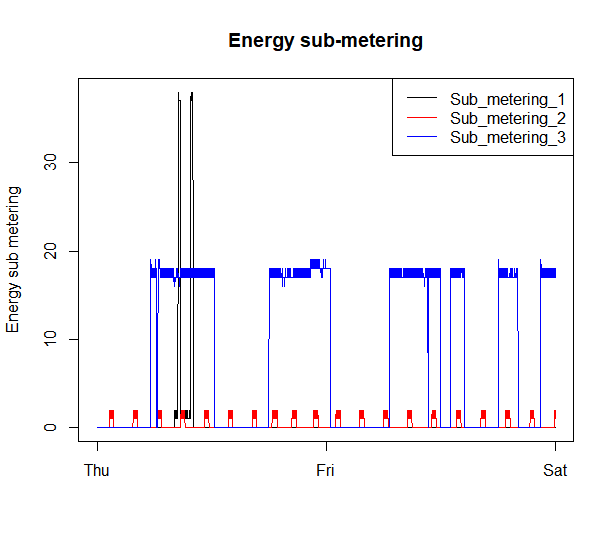 Energy sub-metering
Sub_metering_1
Sub_metering_2
Sub_metering_3
Energy sub metering
30
20
10
0
Thu Fri Sat